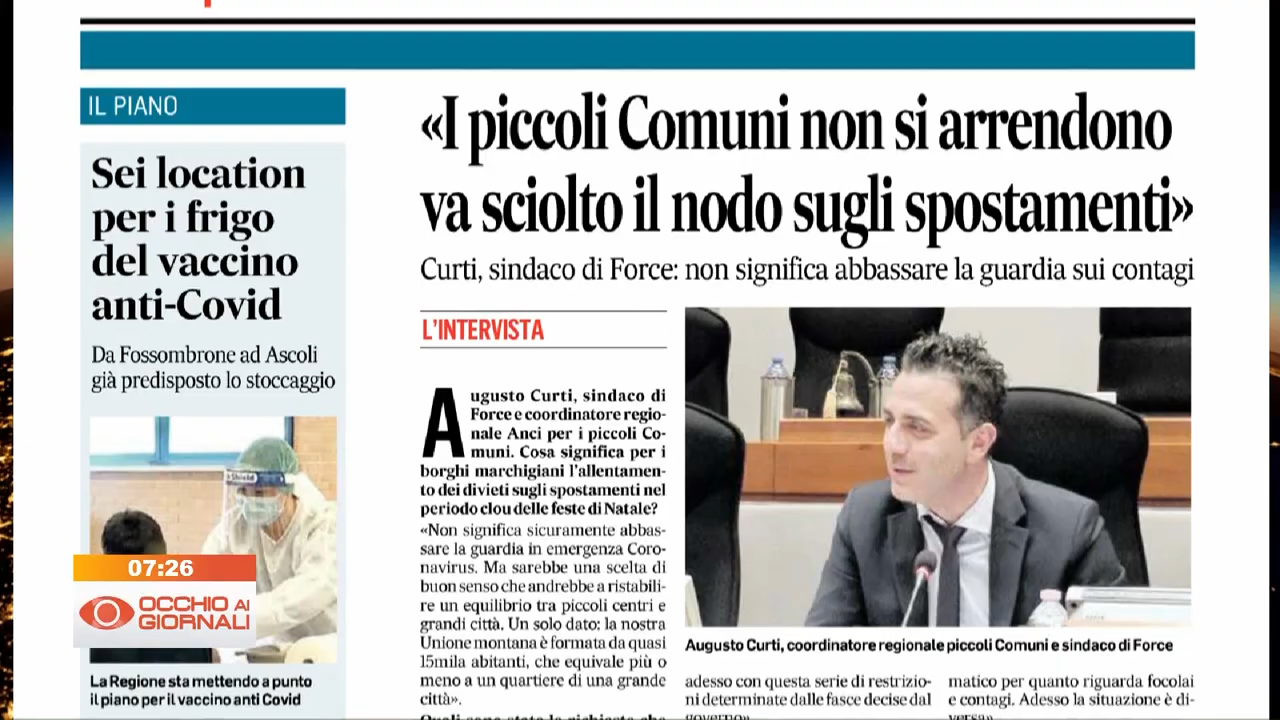 IL PIANO
Sei location
per i frigo
del vaccino
anti-Covid
Da Fossombrone ad Ascoli
già predisposto lo stoccaggio
Shield
07:26
OCCHIO AI
GIORNALI
La Regione sta mettendo a punto
il piano per il vaccino anti Covid
«I piccoli Comuni non si arrendono
va sciolto il nodo sugli spostamenti»
Curti, sindaco di Force: non significa abbassare la guardia sui contagi
L'INTERVISTA
Augusto Curti, sindaco di
Force e coordinatore regio-
nale Anci per i piccoli Co-
muni. Cosa significa per i
borghi marchigiani l'allentamen-
to dei divieti sugli spostamenti nel
periodo clou delle feste di Natale?
«Non significa sicuramente abbas-
sare la guardia in emergenza Coro-
navirus. Ma sarebbe una scelta di
buon senso che andrebbe a ristabili-
re un equilibrio tra piccoli centri e
grandi città. Un solo dato: la nostra
Unione montana è formata da quasi
15mila abitanti, che equivale più o
meno a un quartiere di una grande
città».
Quali sono state le richieste che
Augusto Curti, coordinatore regionale piccoli Comuni e sindaco di Force
adesso con questa serie di restrizio-
ni determinate dalle fasce decise dal
governo»
matico per quanto riguarda focolai
e contagi. Adesso la situazione è di-
versa»